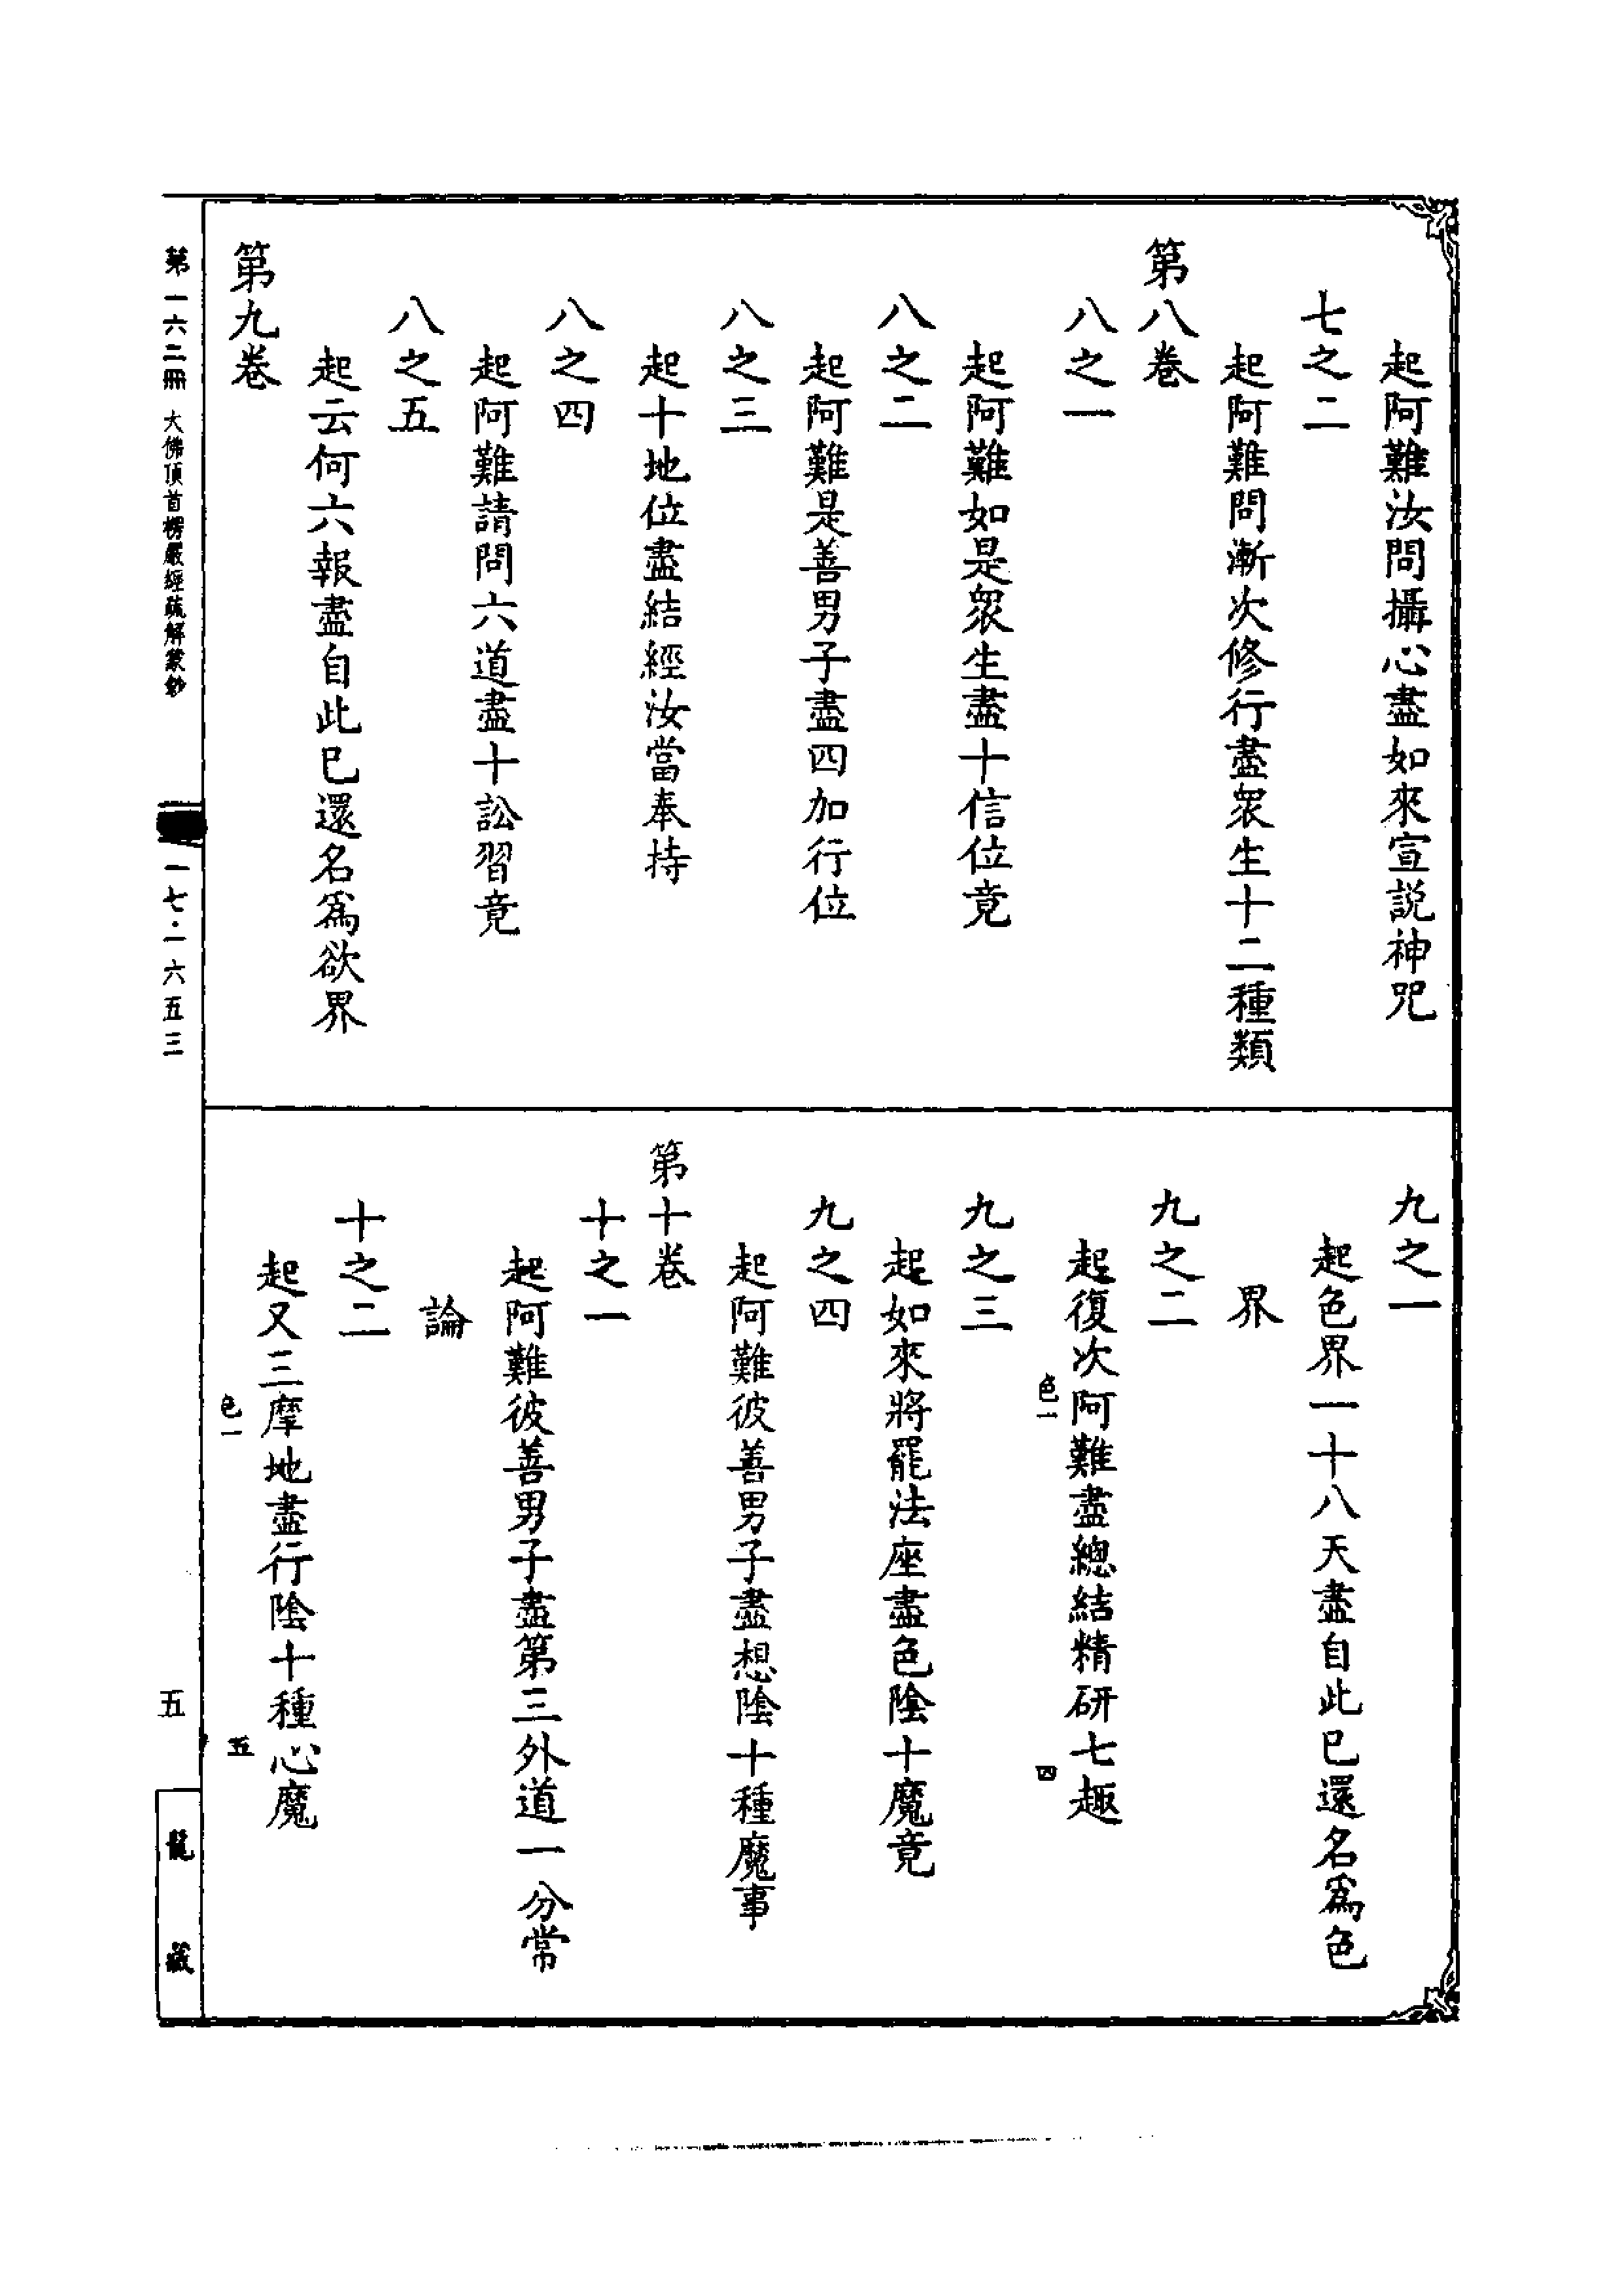 起阿難汝問攝心盡如來宣説神咒
七之二
起阿難問漸次修行盡衆生十二種類
第八卷
八之一
起阿難如是衆生盡十信位竟
八之二
起阿難是善男子盡四加行位
八之三
起十地位盡結經汝當奉持
八之四
起阿難請問六道盡十訟習竟
八之五
起云何六報盡自此已還名為欲界
第九卷
九之一
起色界一十八天盡自此已還名為色
界
九之二
起復次阿難盡總結精研七趣
色一
四
九之三
起如來將罷法座盡色陰十魔竟
九之四
起阿難彼善男子盡想陰十種魔事
第十卷
十之一
起阿難彼善男子盡第三外道一分常
論
十之二
起又三摩地盡行陰十種心魔
色一
五
第一六二冊 大佛頂首楞嚴經疏解蒙鈔
一七·一六五三
五
龍藏